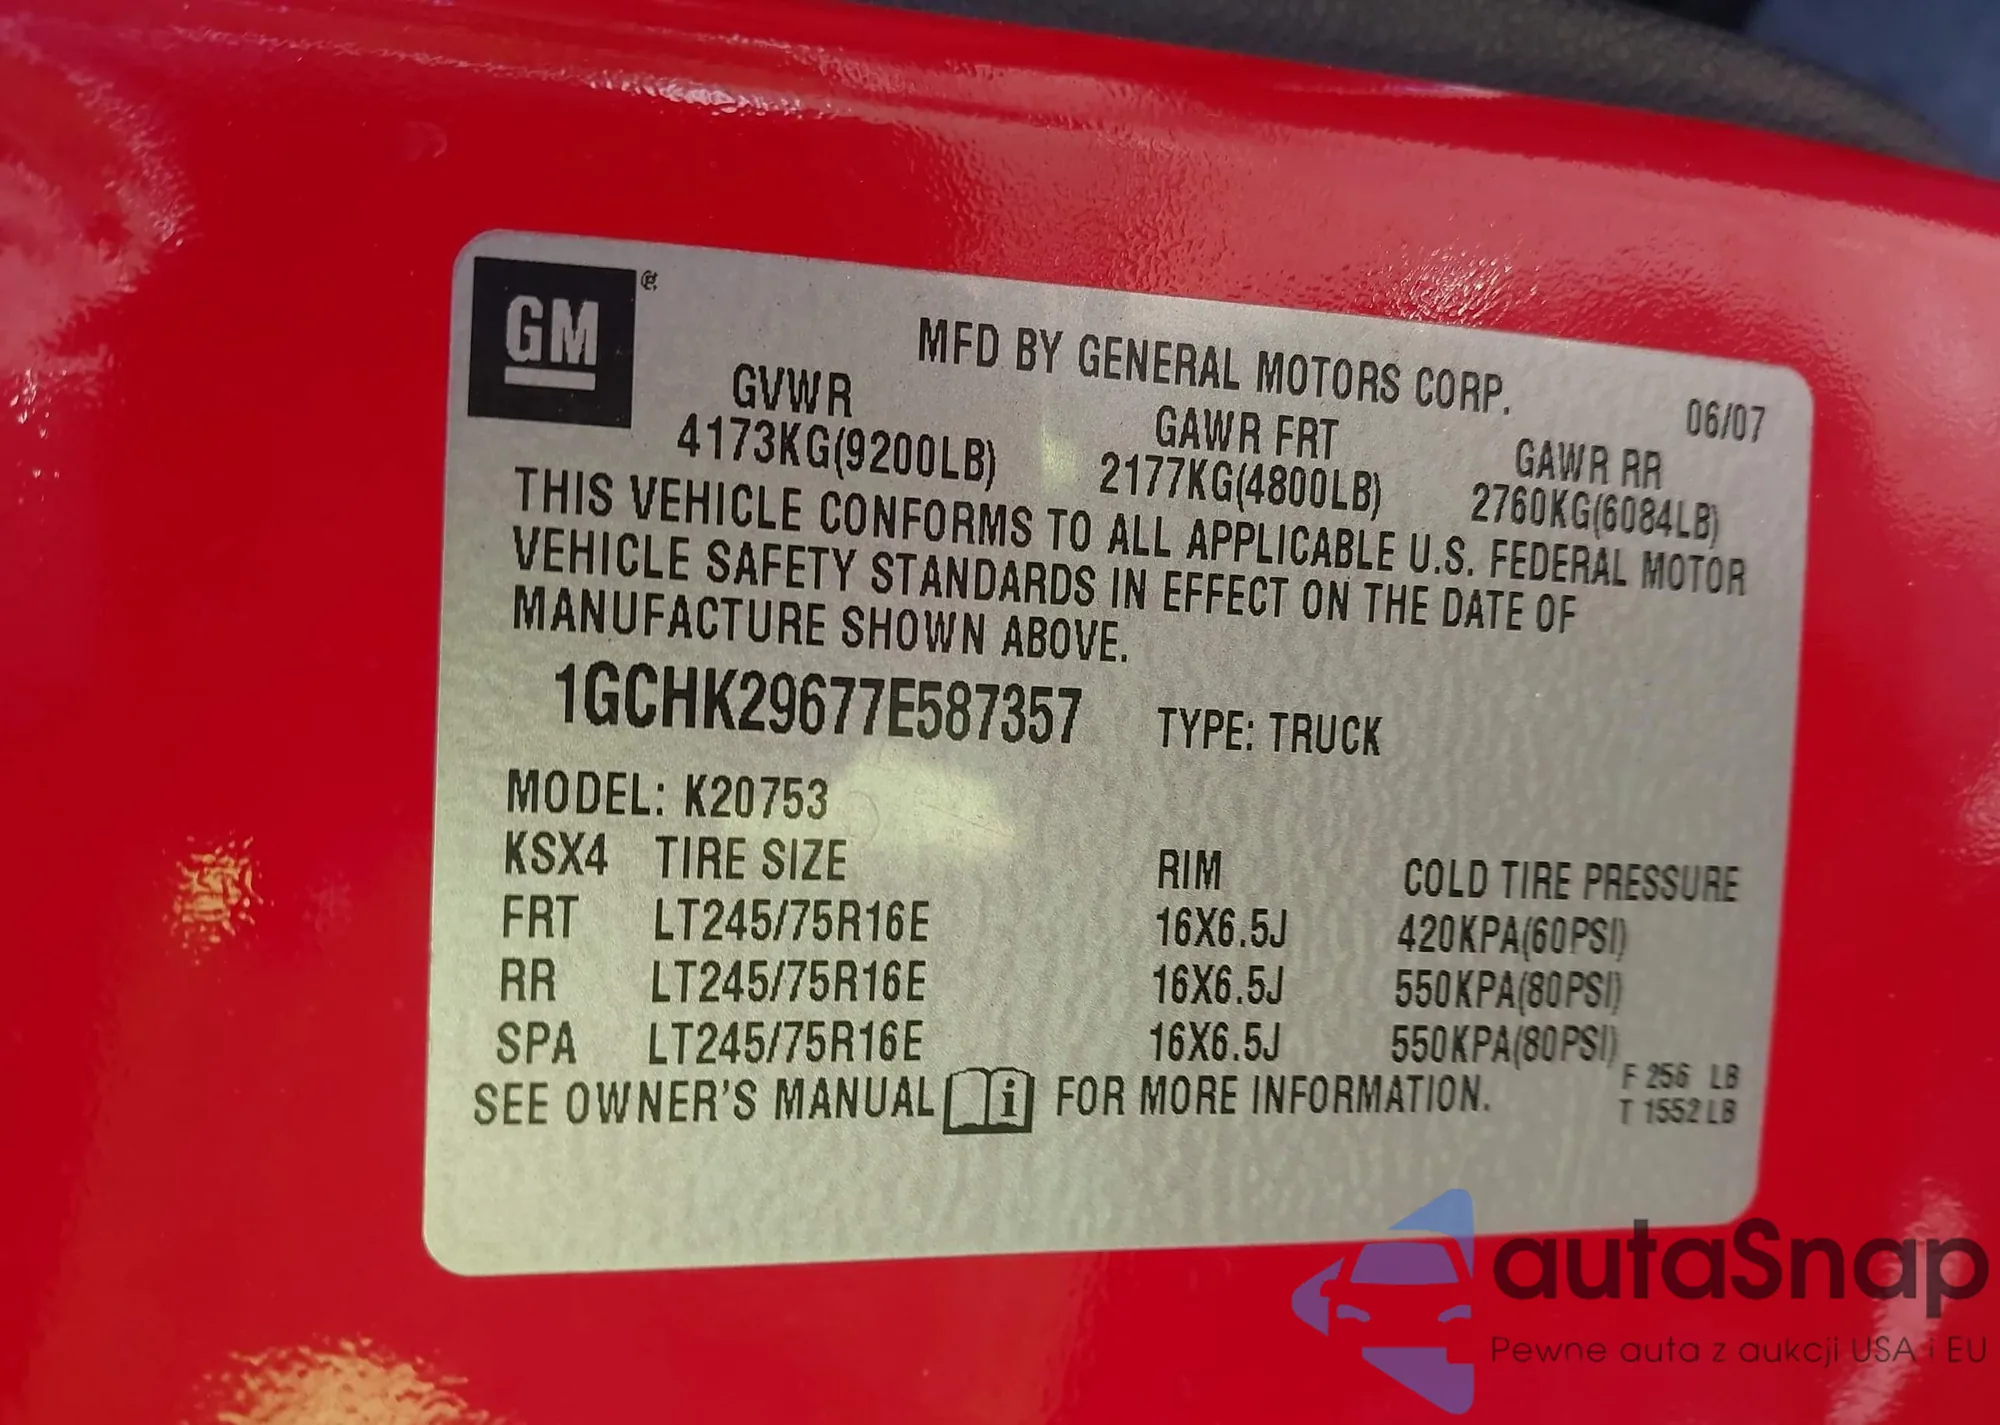 GM
MFD BY GENERAL MOTORS CORP.
06/07
GVWR GAWR FRT GAWR RR
4173KG(9200LB) 2177KG(4800LB) 2760KG(6084LB)
THIS VEHICLE CONFORMS TO ALL APPLICABLE U.S. FEDERAL MOTOR
VEHICLE SAFETY STANDARDS IN EFFECT ON THE DATE OF
MANUFACTURE SHOWN ABOVE.
1GCHK29677E587357 TYPE: TRUCK
MODEL: K20753
KSX4 TIRE SIZE RIM COLD TIRE PRESSURE
FRT LT245/75R16E 16X6.5J 420KPA(60PSI)
RR LT245/75R16E 16X6.5J 550KPA(80PSI)
SPA LT245/75R16E 16X6.5J 550KPA(80PSI)
SEE OWNER'S MANUAL i FOR MORE INFORMATION.
F 256 LB
T 1552 LB
autaSnap
Pewne auta z aukcji USA i EU